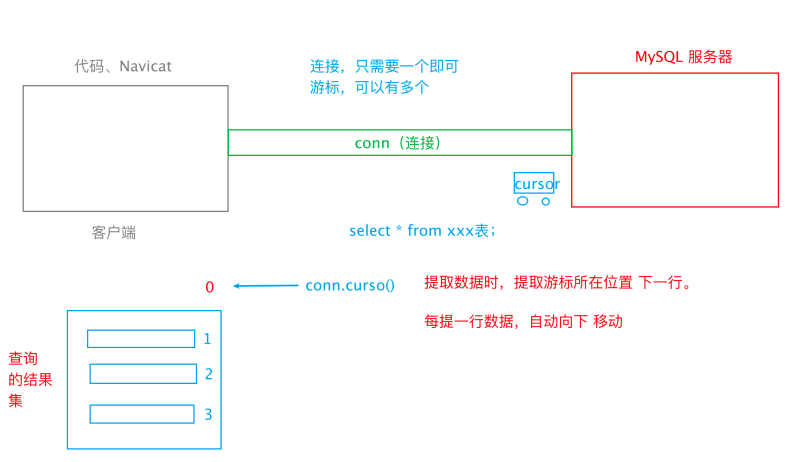 代码、Navicat
连接，只需要一个即可
游标，可以有多个
MySQL 服务器
conn（连接）
cursor
客户端
select * from xxx表；
0
conn.curso()
提取数据时，提取游标所在位置 下一行。
每提一行数据，自动向下 移动
查询
的结果
集
1
2
3